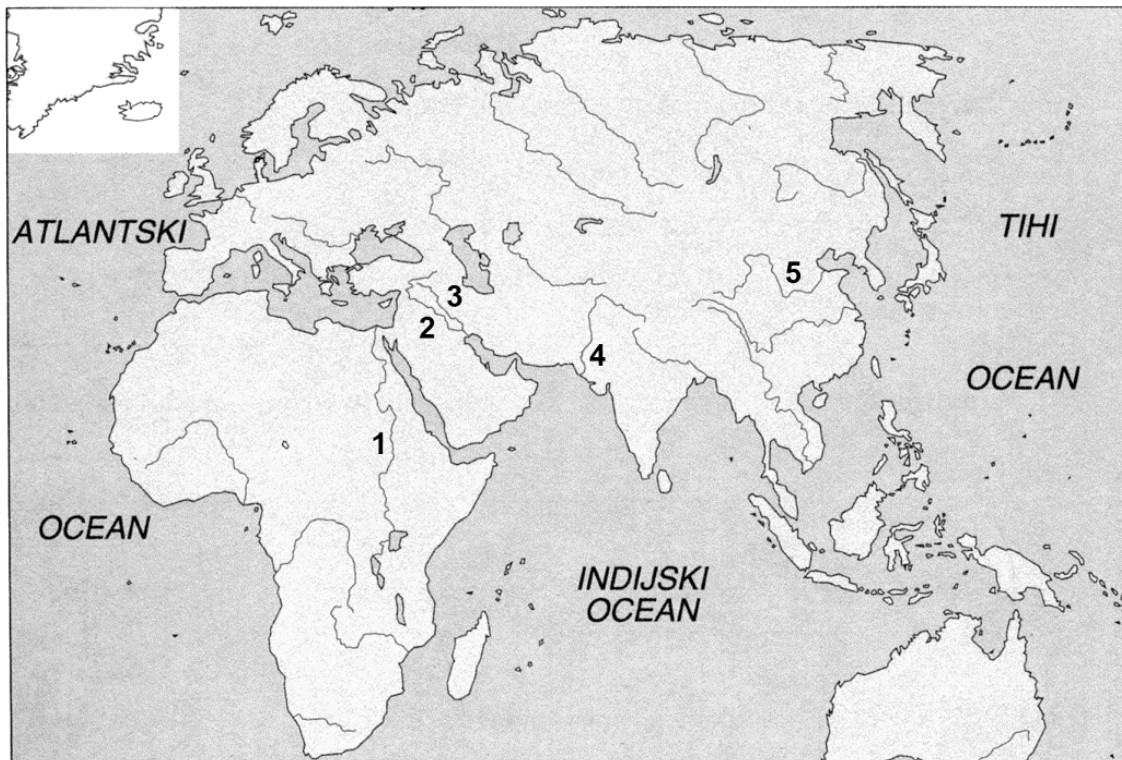 ATLANTSKI
OCEAN
TIHI
OCEAN
INDIJSKI
OCEAN
1
2
3
4
5